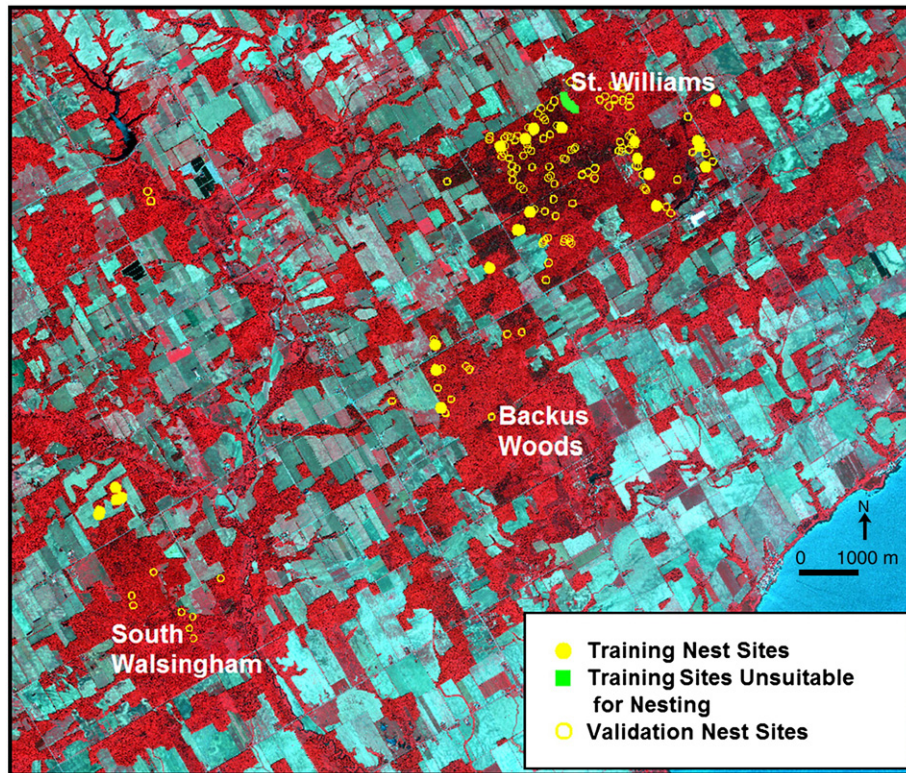 St. Williams
Backus
Woods
N
0 1000 m
South
Walsingham
Training Nest Sites
Training Sites Unsuitable
for Nesting
Validation Nest Sites